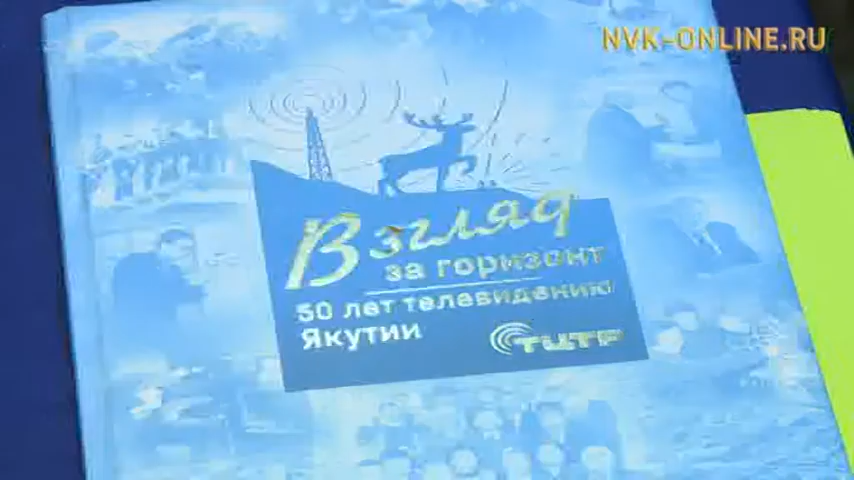 NVK-ONLINE.RU
Взгляд
за горизонт
50 лет телевидению
Якутии
ТЦТР